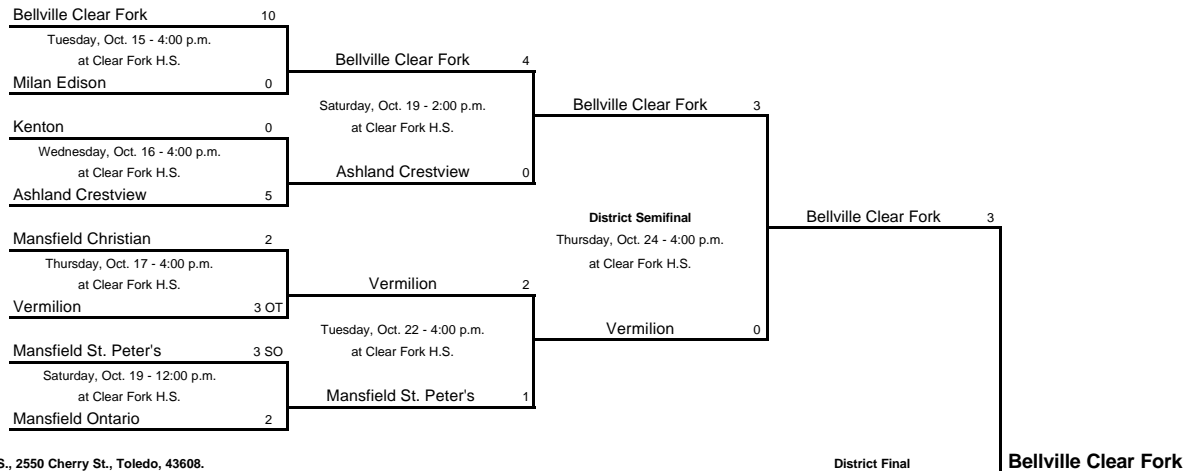 Bellville Clear Fork 10
Tuesday, Oct. 15 - 4:00 p.m.
at Clear Fork H.S.
Milan Edison 0
Kenton 0
Wednesday, Oct. 16 - 4:00 p.m.
at Clear Fork H.S.
Ashland Crestview 5
Mansfield Christian 2
Thursday, Oct. 17 - 4:00 p.m.
at Clear Fork H.S.
Vermilion 3 OT
Mansfield St. Peter's 3 SO
Saturday, Oct. 19 - 12:00 p.m.
at Clear Fork H.S.
Mansfield Ontario 2
Bellville Clear Fork 4
Saturday, Oct. 19 - 2:00 p.m.
at Clear Fork H.S.
Ashland Crestview 0
Vermilion 2
Tuesday, Oct. 22 - 4:00 p.m.
at Clear Fork H.S.
Mansfield St. Peter's 1
Bellville Clear Fork 3
District Semifinal
Thursday, Oct. 24 - 4:00 p.m.
at Clear Fork H.S.
Vermilion 0
Bellville Clear Fork 3
S., 2550 Cherry St., Toledo, 43608.
District Final
Bellville Clear Fork